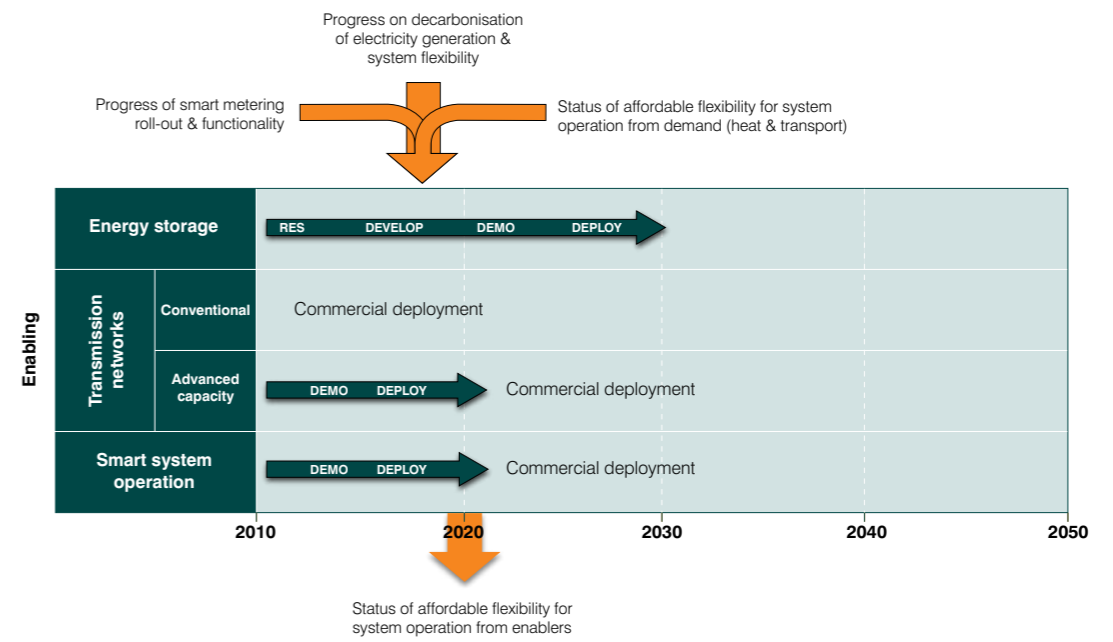 Progress on decarbonisation
of electricity generation &
system flexibility
Progress of smart metering
roll-out & functionality
Status of affordable flexibility for system
operation from demand (heat & transport)
Enabling
Energy storage
RES DEVELOP DEMO DEPLOY
Transmission
networks
Conventional
Commercial deployment
Advanced
capacity
DEMO DEPLOY
Commercial deployment
Smart system
operation
DEMO DEPLOY
Commercial deployment
2010 2020 2030 2040 2050
Status of affordable flexibility for
system operation from enablers